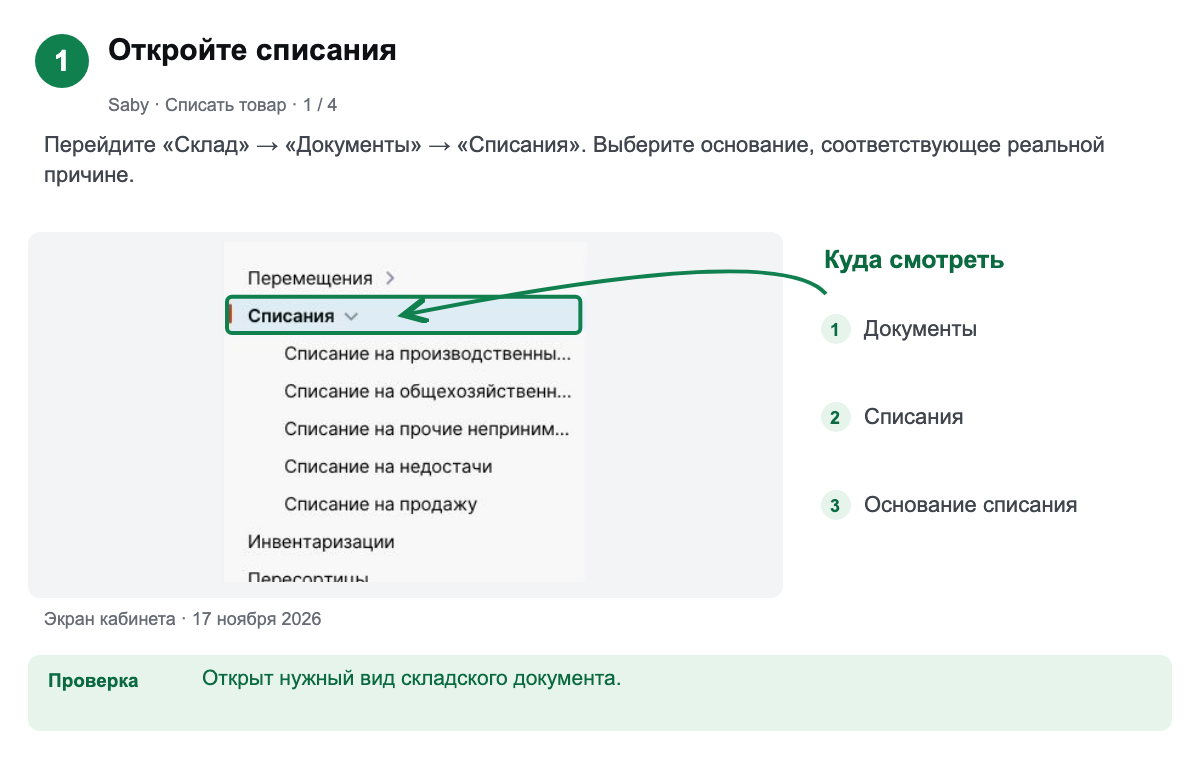 1
Откройте списания
Saby · Списать товар · 1 / 4
Перейдите «Склад» → «Документы» → «Списания». Выберите основание, соответствующее реальной
причине.
Перемещения
Списания
Списание на производственны...
Списание на общехозяйственн...
Списание на прочие неприним...
Списание на недостачи
Списание на продажу
Инвентаризации
Пересортицы
Куда смотреть
1 Документы
2 Списания
3 Основание списания
Экран кабинета · 17 ноября 2026
Проверка Открыт нужный вид складского документа.